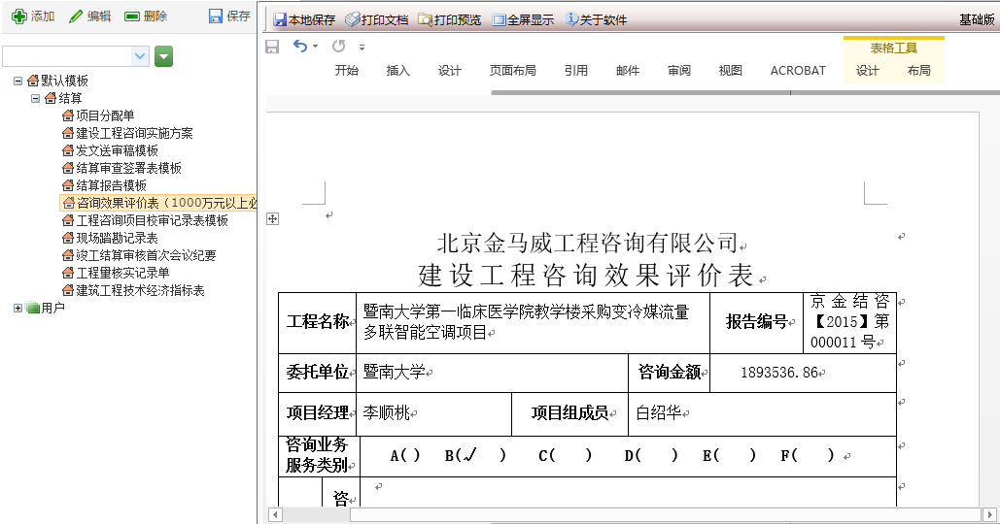 添加 编辑 删除 保存
本地保存 打印文档 打印预览 全屏显示 关于软件 基础版
表格工具
开始 插入 设计 页面布局 引用 邮件 审阅 视图 ACROBAT 设计 布局
默认模板
结算
项目分配单
建设工程咨询实施方案
发文送审稿模板
结算审查签署表模板
结算报告模板
咨询效果评价表（1000万元以上必
工程咨询项目校审记录表模板
现场踏勘记录表
竣工结算审核首次会议纪要
工程量核实记录单
建筑工程技术经济指标表
用户
北京金马威工程咨询有限公司
建设工程咨询效果评价表
工程名称 暨南大学第一临床医学院教学楼采购变冷媒流量
多联智能空调项目 报告编号 京金结咨
【2015】第
000011号
委托单位 暨南大学 咨询金额 1893536.86
项目经理 李顺桃 项目组成员 白绍华
咨询业务
服务类别 A( ) B(√ ) C( ) D( ) E( ) F( )
咨